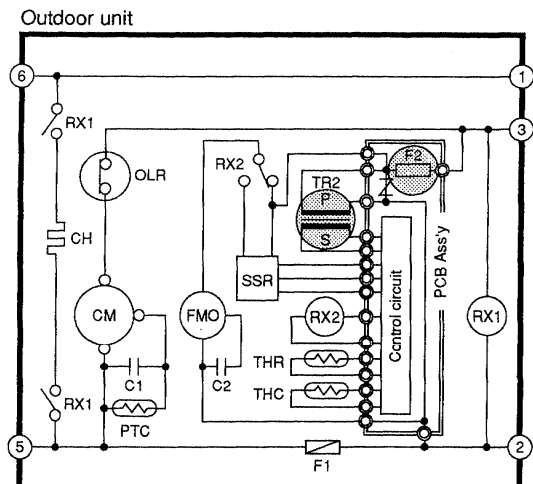 Outdoor unit
6
1
RX1
3
OLR
RX2
F2
TR2
P
S
CH
SSR
PCB Ass'y
Control circuit
CM
FMO
RX2
RX1
THR
C1
C2
THC
RX1
PTC
5
F1
2